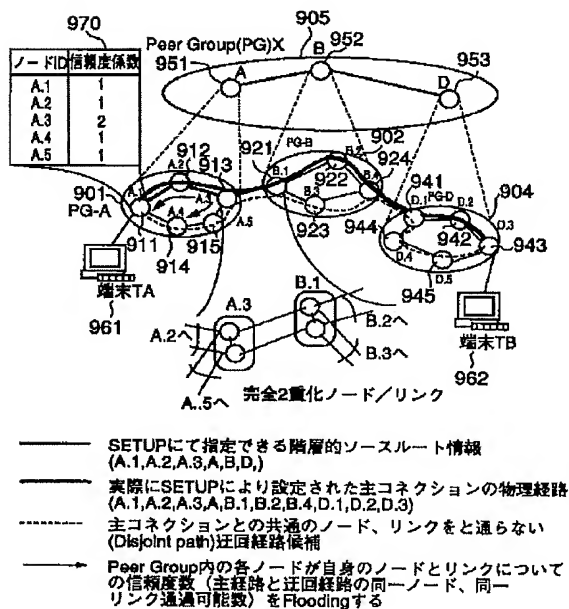 970
905
Peer Group(PG)X
952
B
951
953
ノードID 信頼度係数
A.1 1
A.2 1
A.3 2
A.4 1
A.5 1
A
D
912
913
921
PG-B
B.2
902
924
901
PG-A
A.1
A.2
A.3
B.1
922
B.4
941
904
B.3
D.1
PG-D
D.2
D.3
911
A.4
A.5
923
944
942
943
914
915
D.4
D.5
945
端末TA
961
端末TB
962
A.3
B.1
A.2へ
B.2へ
B.3へ
A..5へ
完全2重化ノード/リンク
SETUPにて指定できる階層的ソースルート情報
(A.1,A.2,A.3,A,B,D,)
実際にSETUPにより設定された主コネクションの物理経路
(A.1,A.2,A.3,A,B.1,B.2,B.4,D.1,D.2,D.3)
主コネクションとの共通のノード、リンクをと通らない
(Disjoint path)迂回経路候補
Peer Group内の各ノードが自身のノードとリンクについて
の信頼度数(主経路と迂回経路の同一ノード、同一
リンク通過可能数)をFloodingする